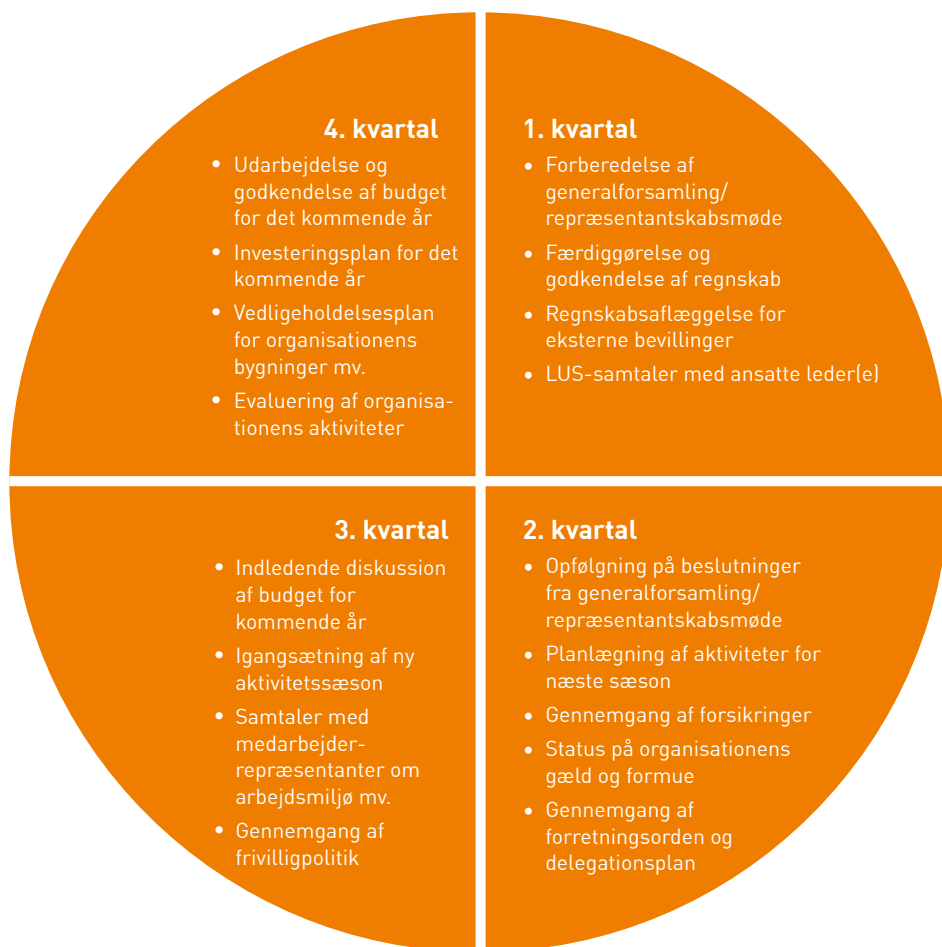 4. kvartal
• Udarbejdelse og
godkendelse af budget
for det kommende år
• Investeringsplan for det
kommende år
• Vedligeholdelsesplan
for organisationens
bygninger mv.
• Evaluering af organisa-
tionens aktiviteter
1. kvartal
• Forberedelse af
generalforsamling/
repræsentantskabsmøde
• Færdiggørelse og
godkendelse af regnskab
• Regnskabsaflæggelse for
eksterne bevillinger
• LUS-samtaler med ansatte leder(e)
3. kvartal
• Indledende diskussion
af budget for
kommende år
• Igangsætning af ny
aktivitetssæson
• Samtaler med
medarbejder-
repræsentanter om
arbejdsmiljø mv.
• Gennemgang af
frivilligpolitik
2. kvartal
• Opfølgning på beslutninger
fra generalforsamling/
repræsentantskabsmøde
• Planlægning af aktiviteter for
næste sæson
• Gennemgang af forsikringer
• Status på organisationens
gæld og formue
• Gennemgang af
forretningsorden og
delegationsplan